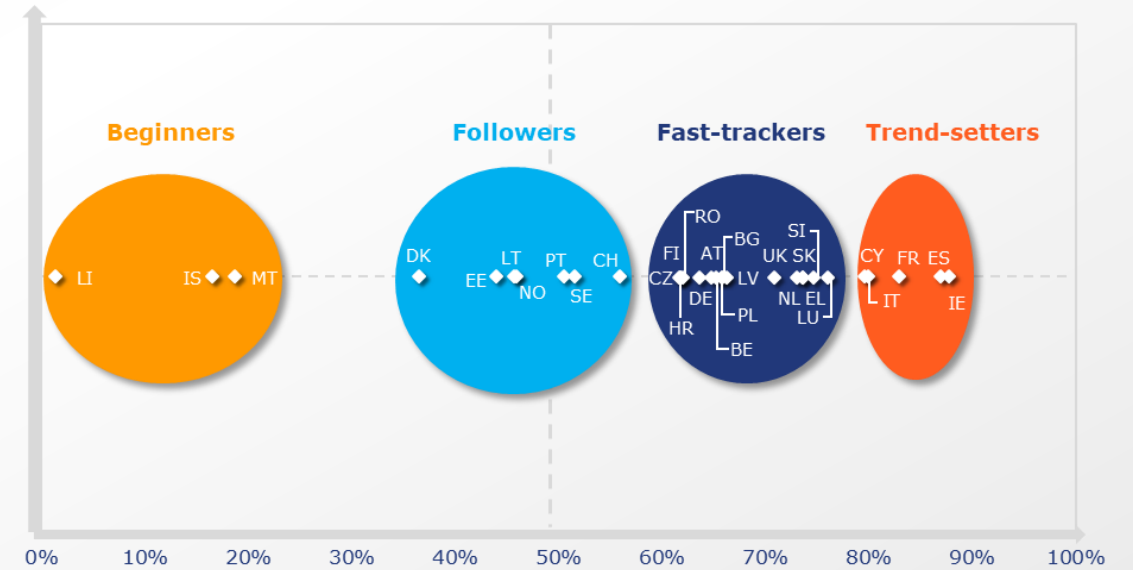 Beginners Followers Fast-trackers Trend-setters
RO
BG SI
FI AT UK SK
DK LT PT CH CY FR ES
LI IS MT EE CZ LV
NO SE DE NL EL IT IE
PL LU
HR
BE
0% 10% 20% 30% 40% 50% 60% 70% 80% 90% 100%